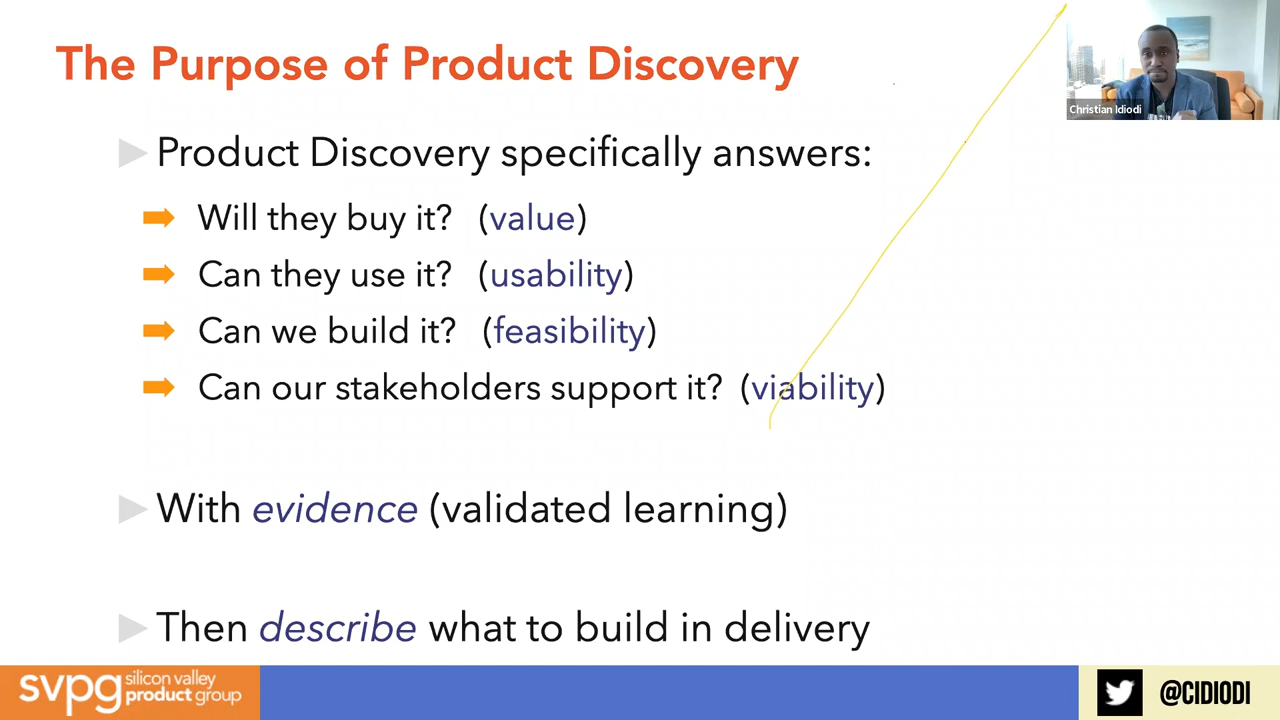 The Purpose of Product Discovery
Christian Idiodi
Product Discovery specifically answers:
Will they buy it? (value)
Can they use it? (usability)
Can we build it? (feasibility)
Can our stakeholders support it? (viability)
With evidence (validated learning)
Then describe what to build in delivery
svpg silicon valley
product group
@CIDIODI